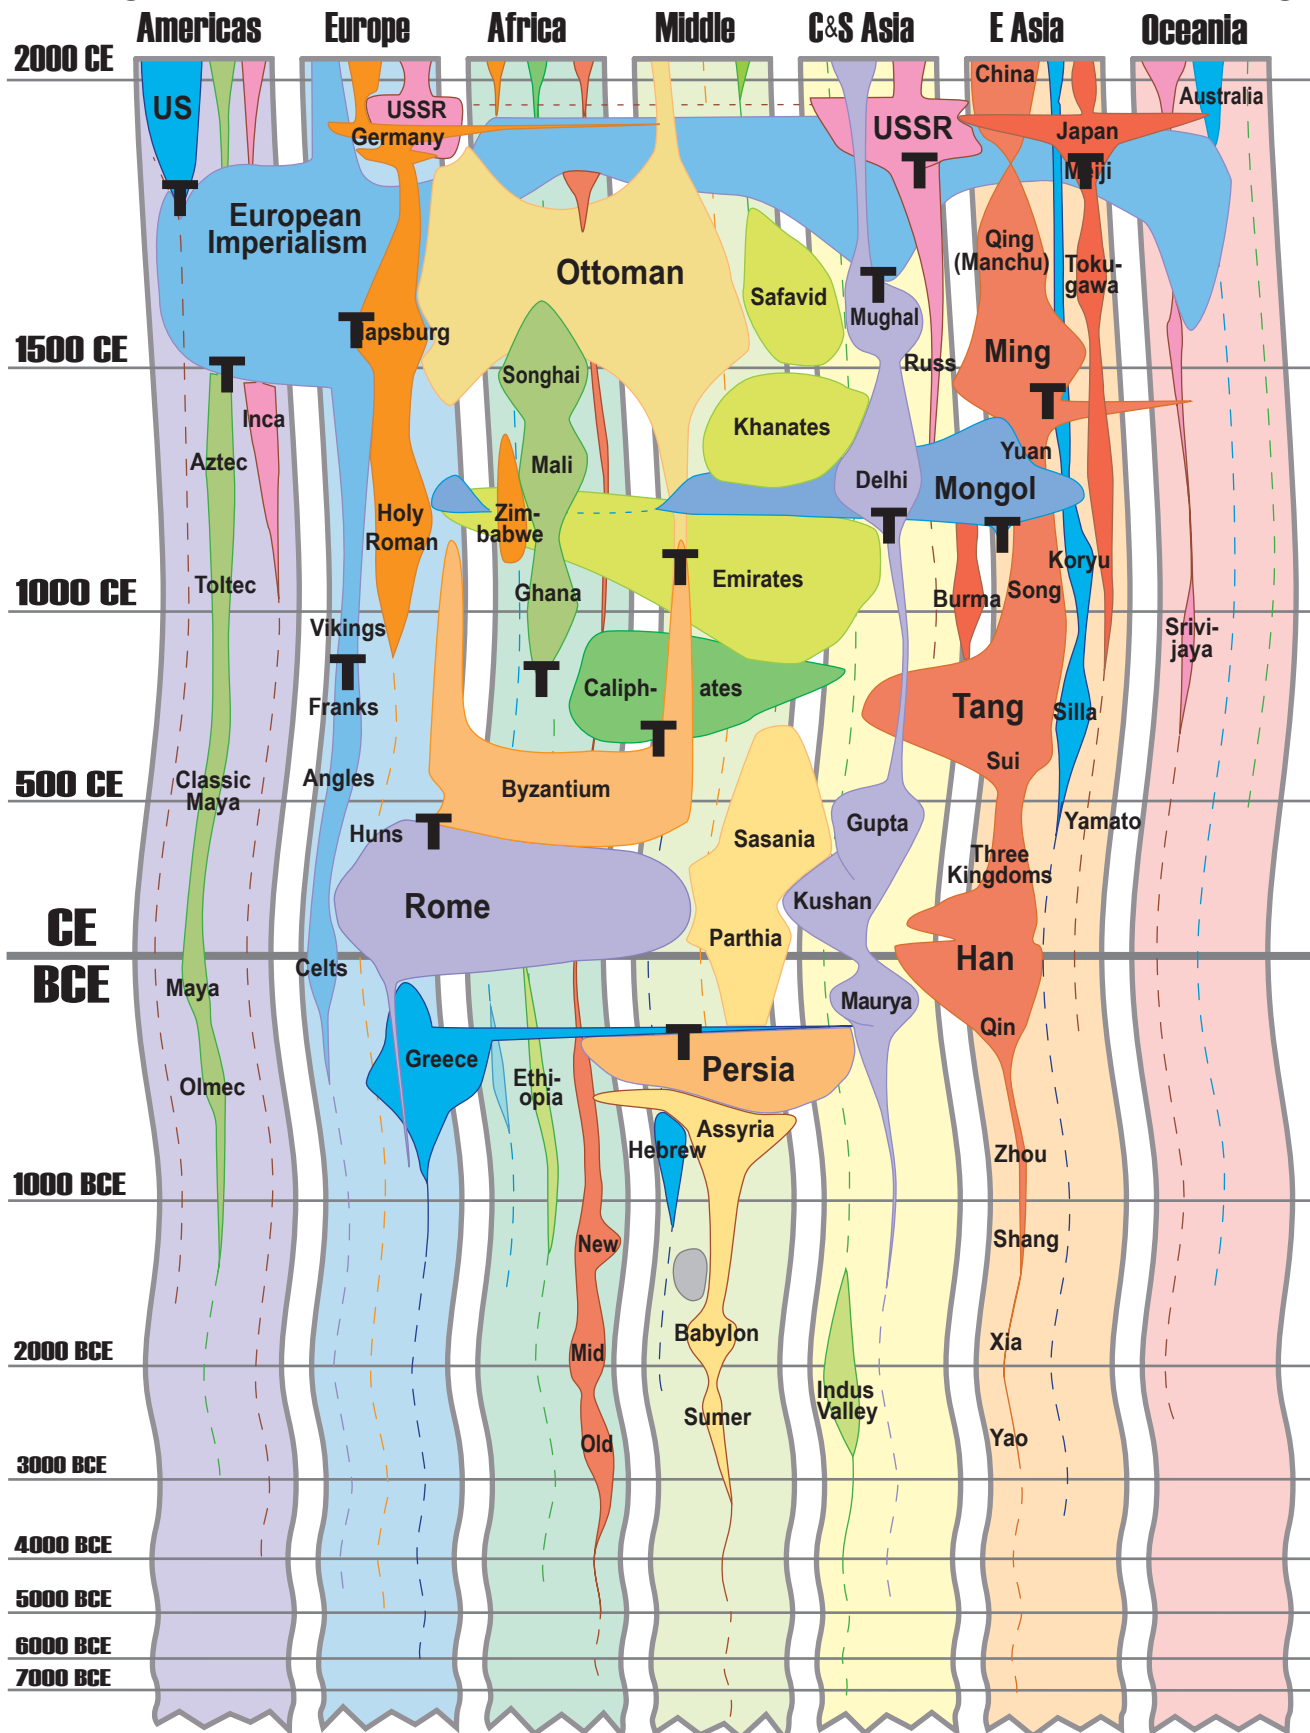 Americas
Europe
Africa
Middle
C&S Asia
E Asia
Oceania
2000 CE
China
US
USSR
Australia
Germany
USSR
Japan
T
T
T
Meiji
European
Imperialism
Qing
(Manchu)
Toku-
gawa
Ottoman
Safavid
T
Mughal
T
Hapsburg
1500 CE
Ming
Russ
T
Songhai
T
Inca
Khanates
Aztec
Mali
Yuan
Delhi
Mongol
Holy
Roman
Zim-
babwe
T
T
T
Koryu
Toltec
Emirates
Ghana
Song
1000 CE
Burma
Vikings
Srivi-
jaya
T
T
Caliph-
ates
Franks
Tang
Silla
T
Sui
Classic
Maya
Angles
500 CE
Byzantium
Huns
T
Gupta
Yamato
Sasania
Three
Kingdoms
Rome
Kushan
CE
Parthia
Han
BCE
Celts
Maya
Maurya
Qin
T
Greece
Persia
Olmec
Ethi-
opia
Assyria
Hebrew
Zhou
1000 BCE
New
Shang
Babylon
Xia
2000 BCE
Mid
Indus
Valley
Sumer
Old
Yao
3000 BCE
4000 BCE
5000 BCE
6000 BCE
7000 BCE